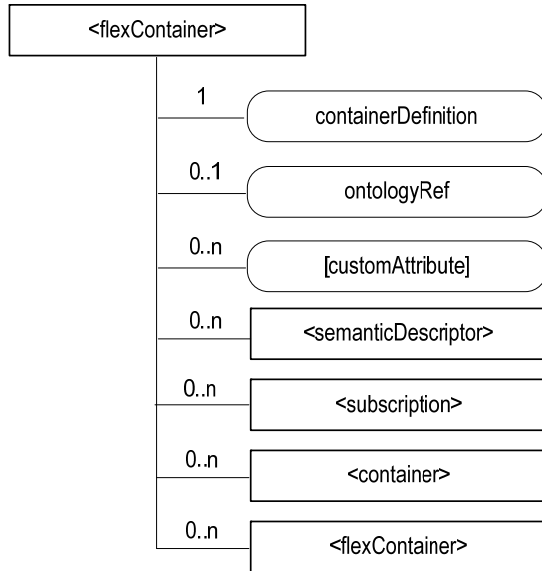 <flexContainer>
1
containerDefinition
0..1
ontologyRef
0..n
[customAttribute]
0..n
<semanticDescriptor>
0..n
<subscription>
0..n
<container>
0..n
<flexContainer>